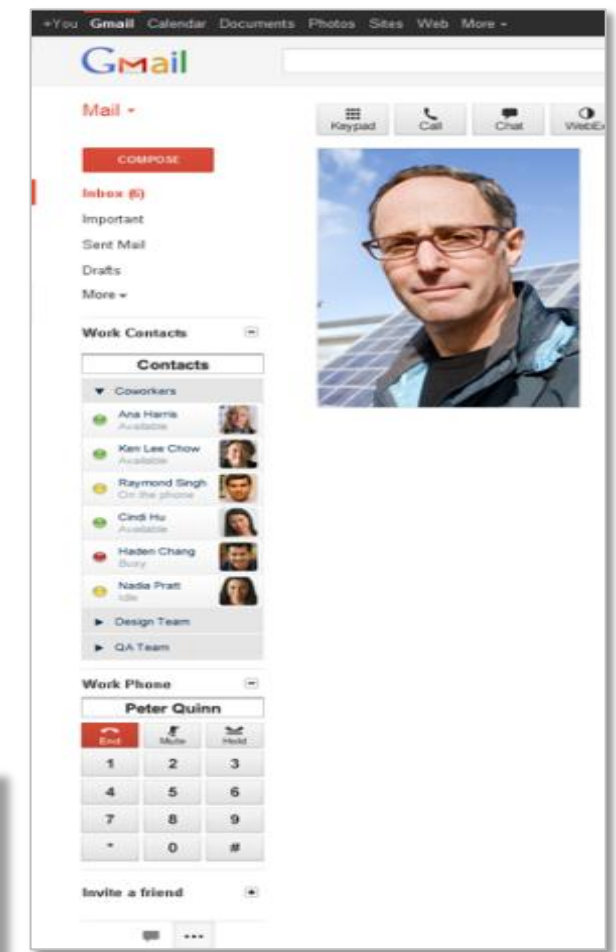 +You Gmail Calendar Documents Photos Sites Web More
Gmail
Mail
Keypad Call Chat WebEx
COMPOSE
Inbox (6)
Important
Sent Mail
Drafts
More
Work Contacts
Contacts
Coworkers
Ana Harris
Available
Ken Lee Chow
Available
Raymond Singh
On the phone
Cindi Hu
Available
Haden Chang
Busy
Nadia Pratt
Idle
Design Team
QA Team
Work Phone
Peter Quinn
End Mute Hold
1 2 3
4 5 6
7 8 9
* 0 #
Invite a friend